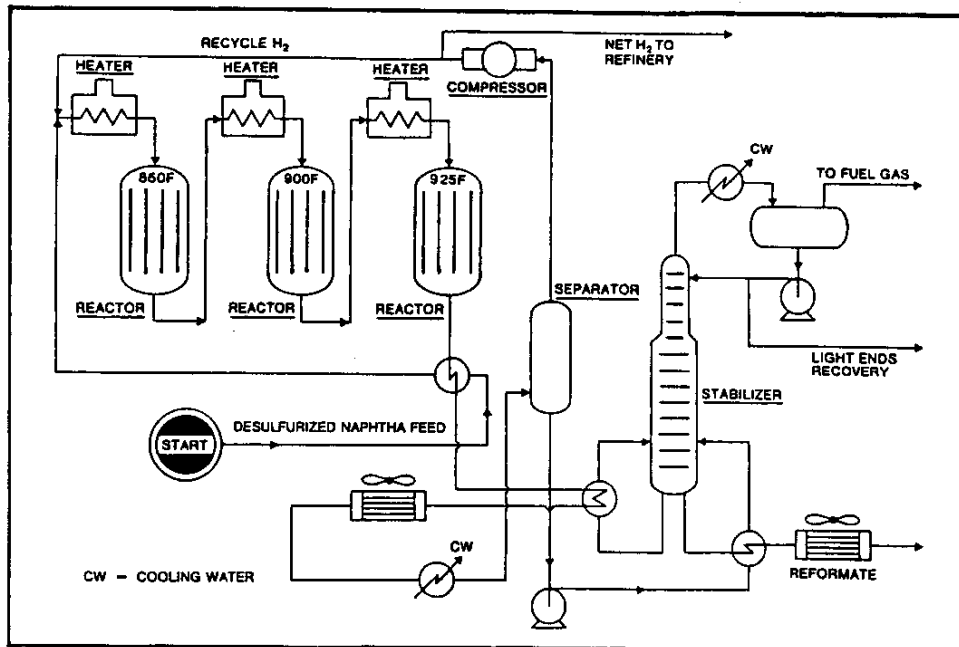 RECYCLE H2
NET H2 TO
REFINERY
HEATER
HEATER
HEATER
COMPRESSOR
CW
860F
900F
925F
TO FUEL GAS
REACTOR
REACTOR
REACTOR
SEPARATOR
LIGHT ENDS
RECOVERY
STABILIZER
START
DESULFURIZED NAPHTHA FEED
CW
CW – COOLING WATER
REFORMATE